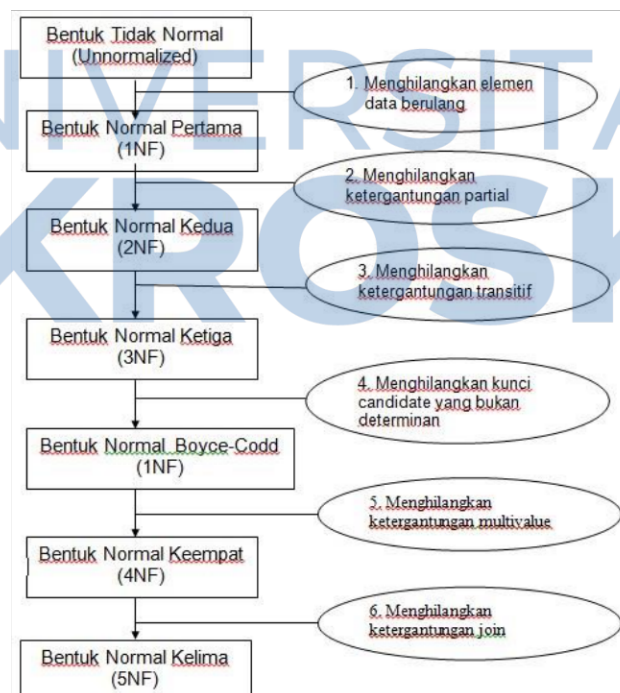 Bentuk Tidak Normal
(Unnormalized)
1. Menghilangkan elemen
data berulang
Bentuk Normal Pertama
(1NF)
2. Menghilangkan
ketergantungan partial
Bentuk Normal Kedua
(2NF)
3. Menghilangkan
ketergantungan transitif
Bentuk Normal Ketiga
(3NF)
4. Menghilangkan kunci
candidate yang bukan
determinan
Bentuk Normal Boyce-Codd
(1NF)
5. Menghilangkan
ketergantungan multivalue
Bentuk Normal Keempat
(4NF)
6. Menghilangkan
ketergantungan join
Bentuk Normal Kelima
(5NF)
NIVERSITA
KROSK